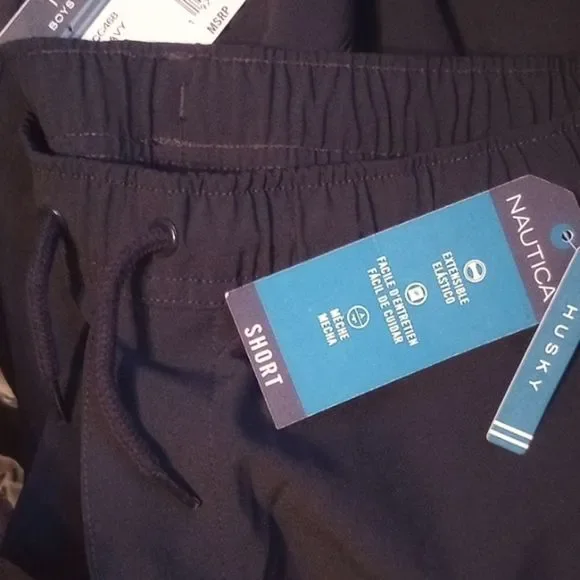 BOYS
MSRP
NAUTICA
HUSKY
EXTENSIBLE
ELÁSTICO
FACILE D'ENTRETIEN
FÁCIL DE CUIDAR
MÈCHE
MECHA
SHORT